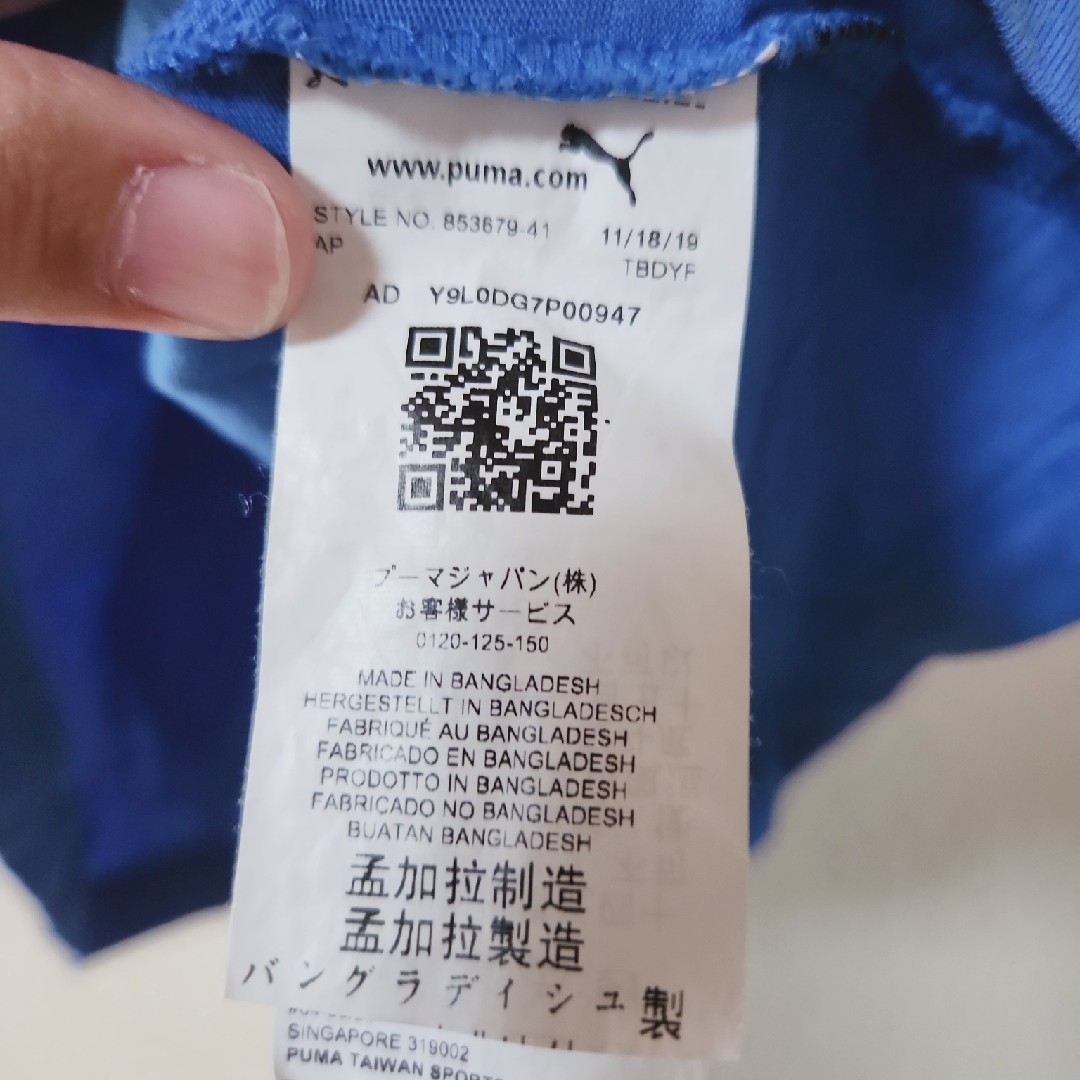 www.puma.com
STYLE NO. 853679-41 11/18/19
AP TBDYF
AD Y9L0DG7P00947
プーマジャパン(株)
お客様サービス
0120-125-150
MADE IN BANGLADESH
HERGESTELLT IN BANGLADESCH
FABRIQUÉ AU BANGLADESH
FABRICADO EN BANGLADESH
PRODOTTO IN BANGLADESH
FABRICADO NO BANGLADESH
BUATAN BANGLADESH
孟加拉制造
孟加拉製造
バングラディシュ製
SINGAPORE 319002
PUMA TAIWAN SPORTS